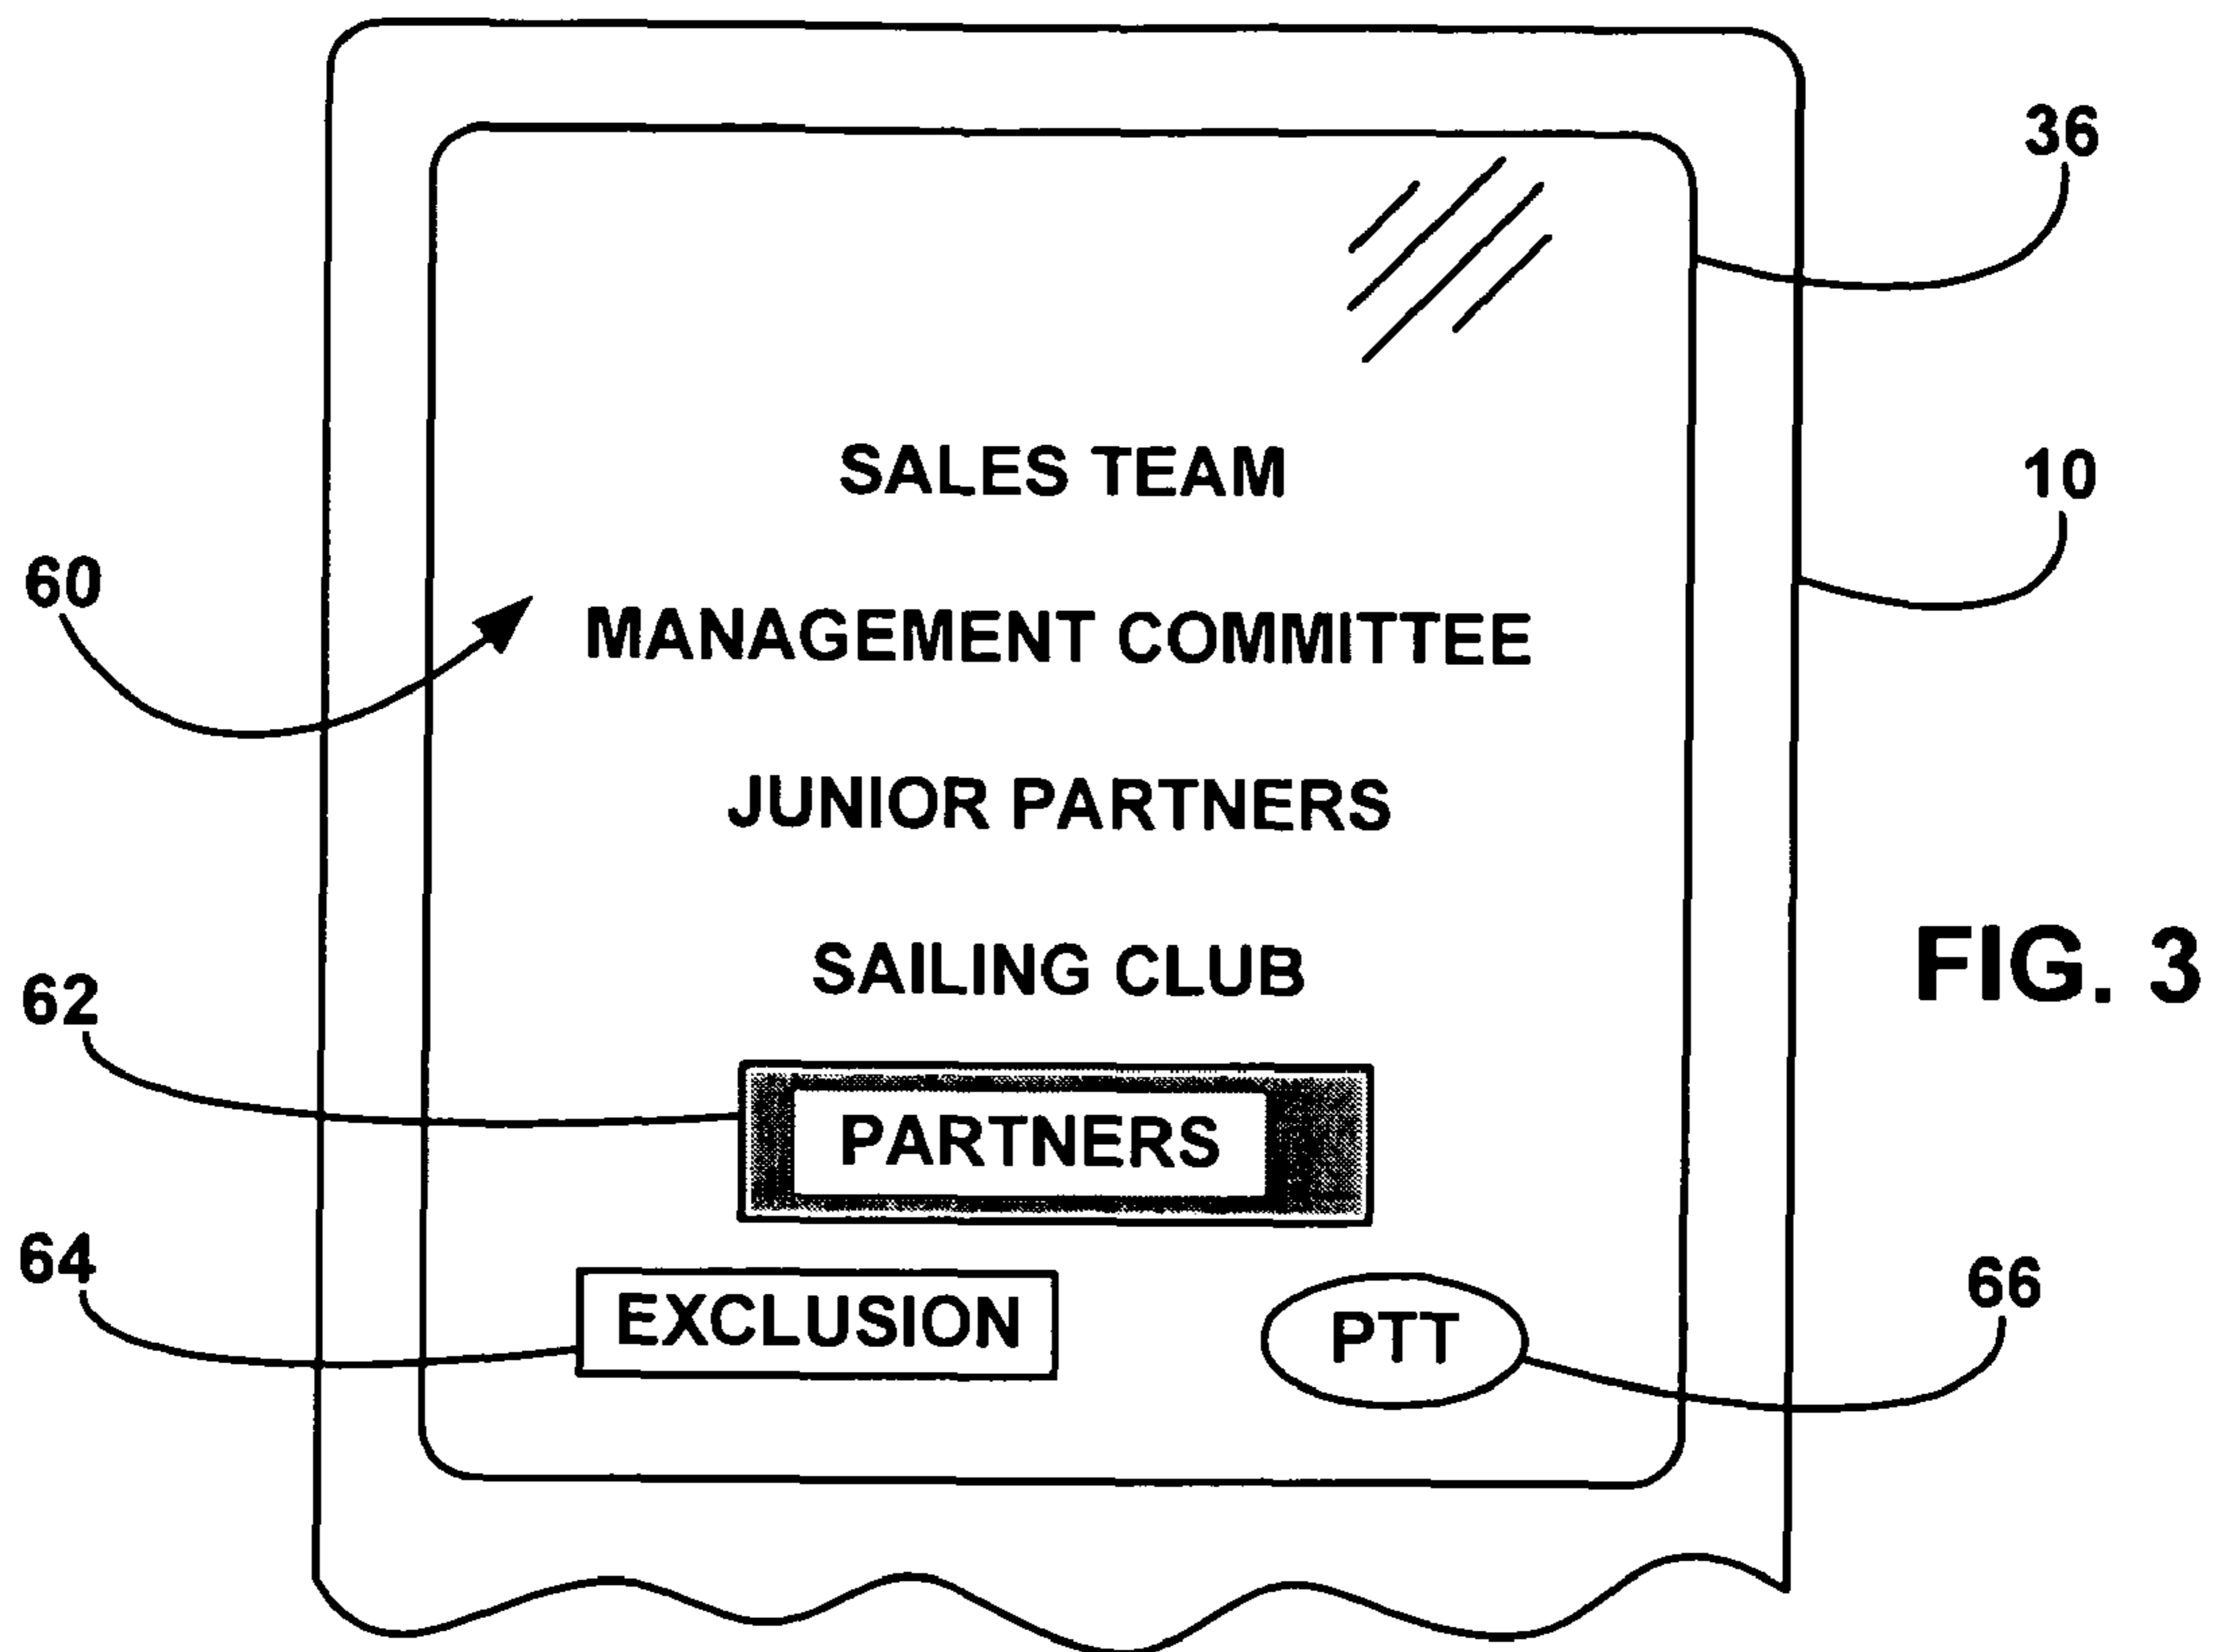 36
SALES TEAM
10
60
MANAGEMENT COMMITTEE
JUNIOR PARTNERS
SAILING CLUB
FIG. 3
62
PARTNERS
64
EXCLUSION
PTT
66